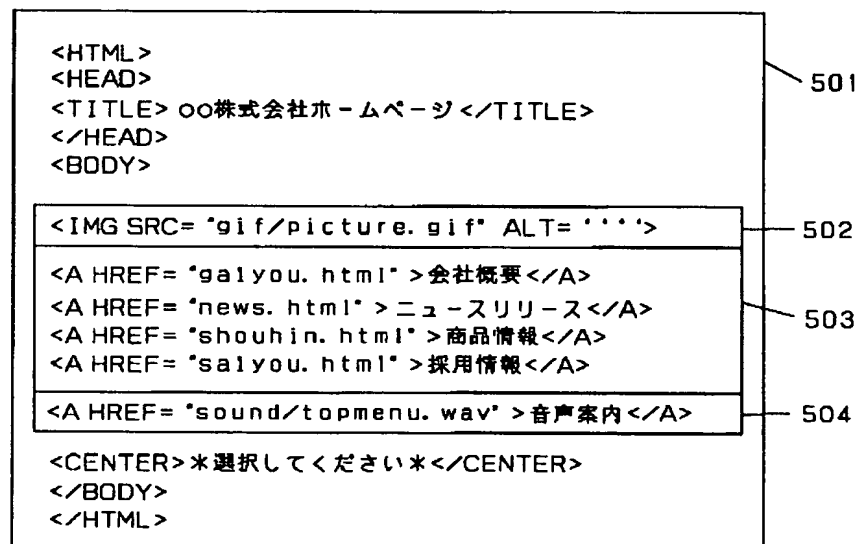 <HTML>
<HEAD>
<TITLE> ○○株式会社ホームページ</TITLE>
</HEAD>
<BODY>
501
<IMG SRC= "gif/picture. gif" ALT= ''''>
502
<A HREF= "gaiyou. html" >会社概要</A>
<A HREF= "news. html" >ニュースリリース</A>
<A HREF= "shouhin. html" >商品情報</A>
<A HREF= "saiyou. html" >採用情報</A>
503
<A HREF= "sound/topmenu. wav" >音声案内</A>
504
<CENTER>*選択してください*</CENTER>
</BODY>
</HTML>